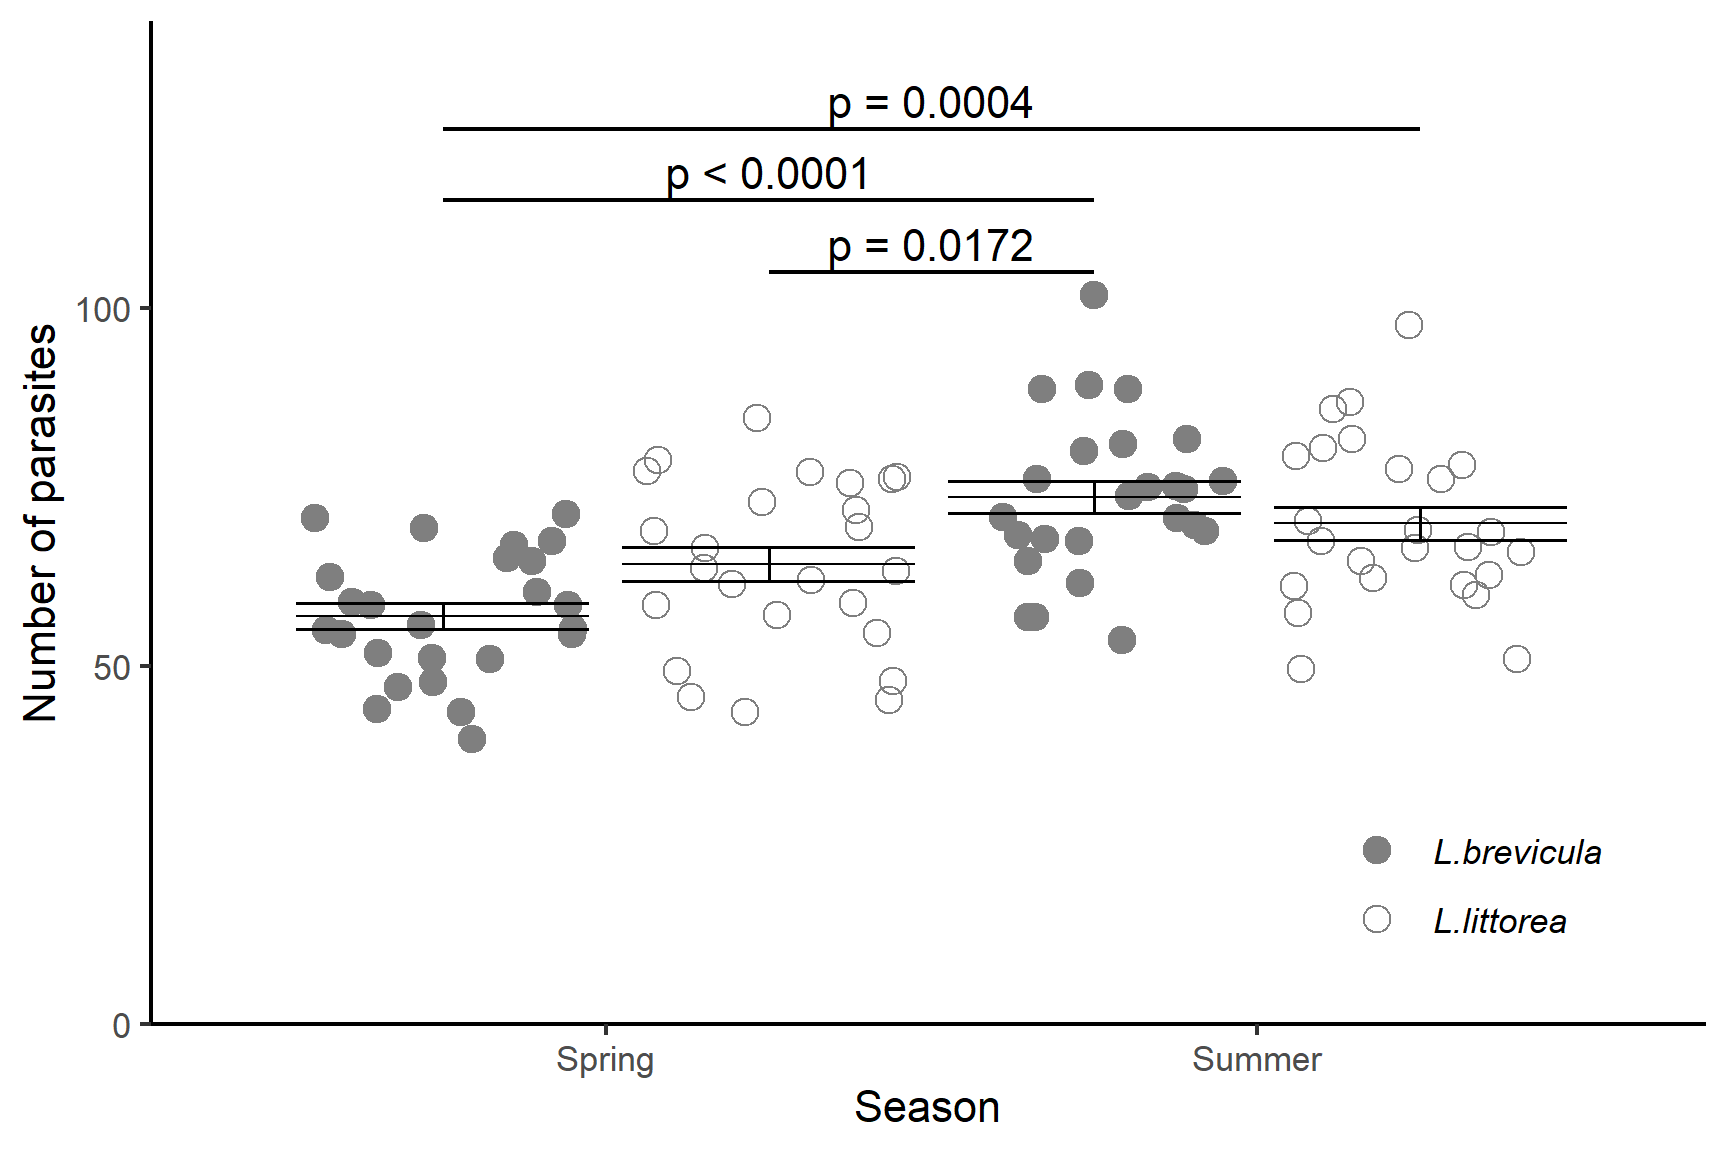 p = 0.0004
p < 0.0001
p = 0.0172
100
50
0
Number of parasites
L.brevicula
L.littorea
Spring
Summer
Season